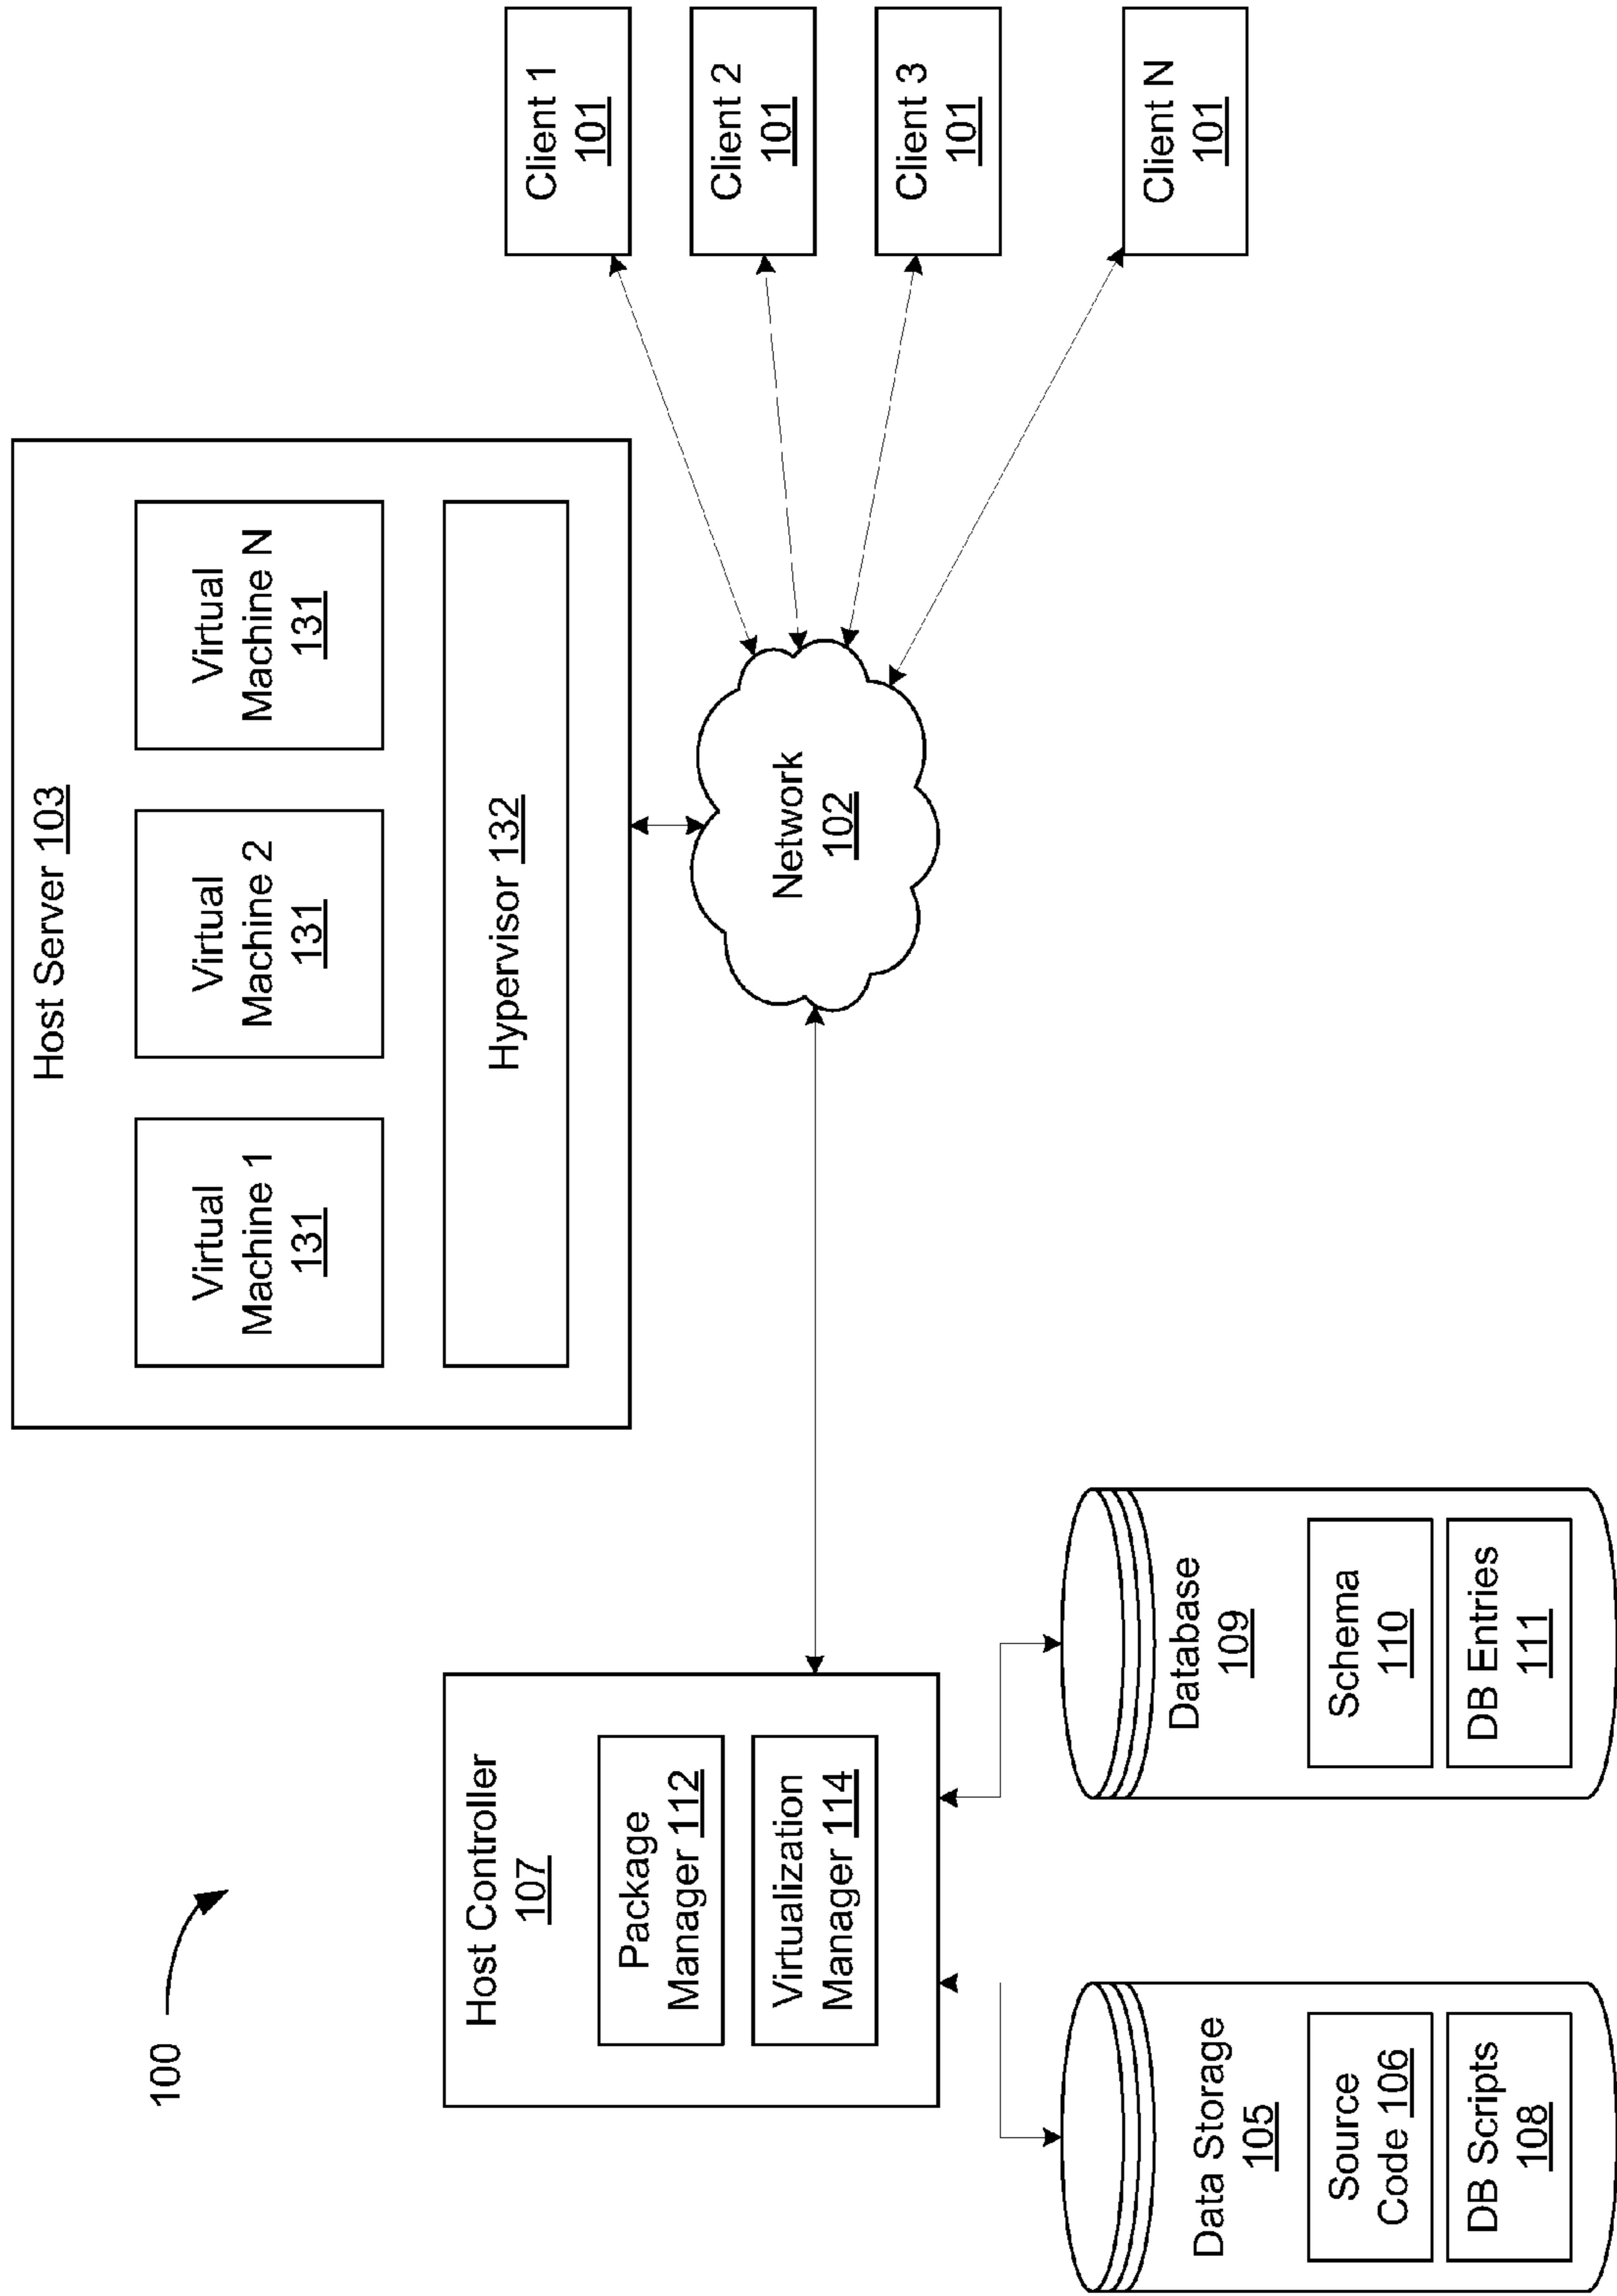 100
Host Server 103
Virtual
Machine 1
131
Virtual
Machine 2
131
Virtual
Machine N
131
Hypervisor 132
Host Controller
107
Package
Manager 112
Virtualization
Manager 114
Network
102
Client 1
101
Client 2
101
Client 3
101
Client N
101
Data Storage
105
Source
Code 106
DB Scripts
108
Database
109
Schema
110
DB Entries
111